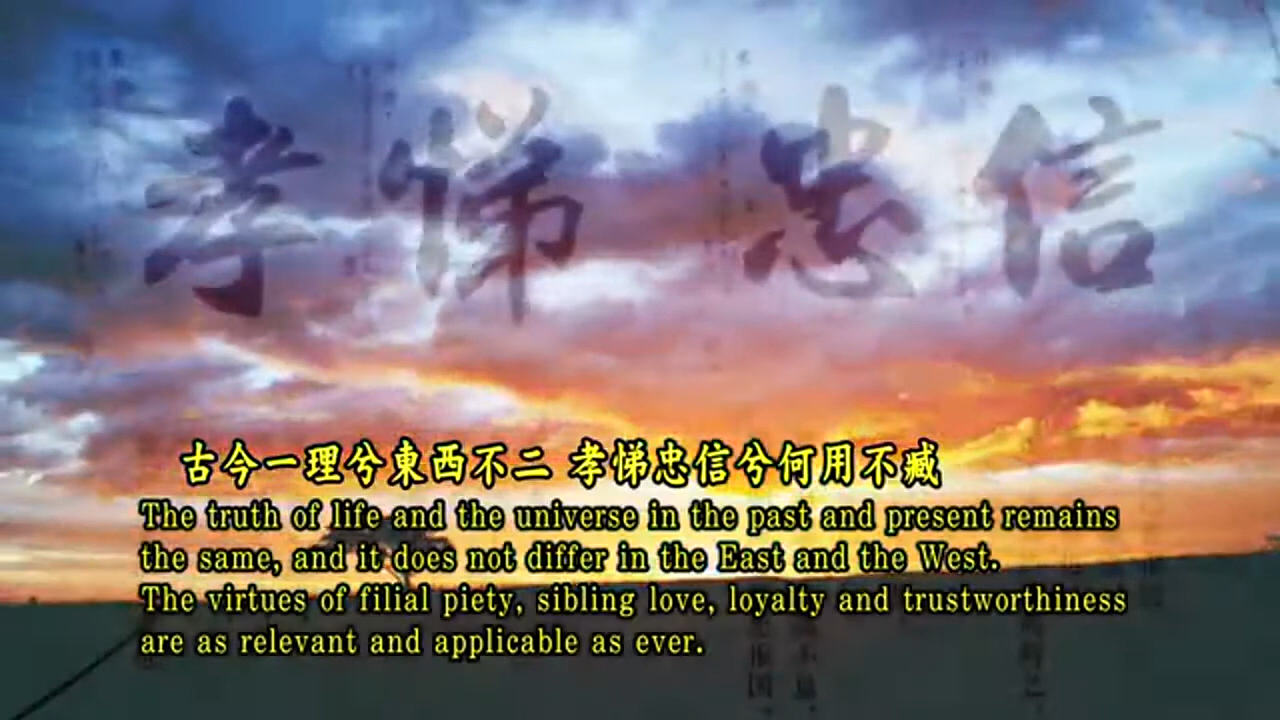 孝悌 忠信
古今一理兮東西不二 孝悌忠信兮何用不臧
The truth of life and the universe in the past and present remains
the same, and it does not differ in the East and the West.
The virtues of filial piety, sibling love, loyalty and trustworthiness
are as relevant and applicable as ever.